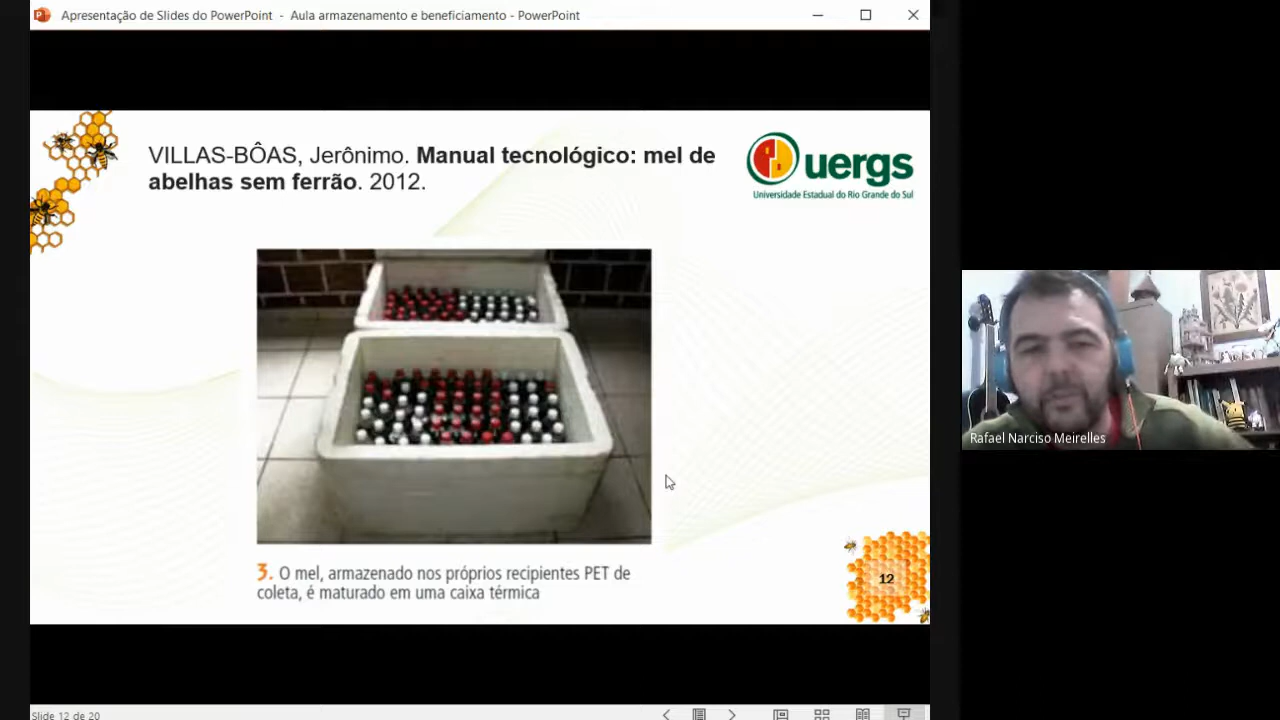 Apresentação de Slides do PowerPoint - Aula armazenamento e beneficiamento - PowerPoint
VILLAS-BÔAS, Jerônimo. Manual tecnológico: mel de
abelhas sem ferrão. 2012.
uergs
Universidade Estadual do Rio Grande do Sul
3. O mel, armazenado nos próprios recipientes PET de
coleta, é maturado em uma caixa térmica
12
Rafael Narciso Meirelles
Slide 12 de 20